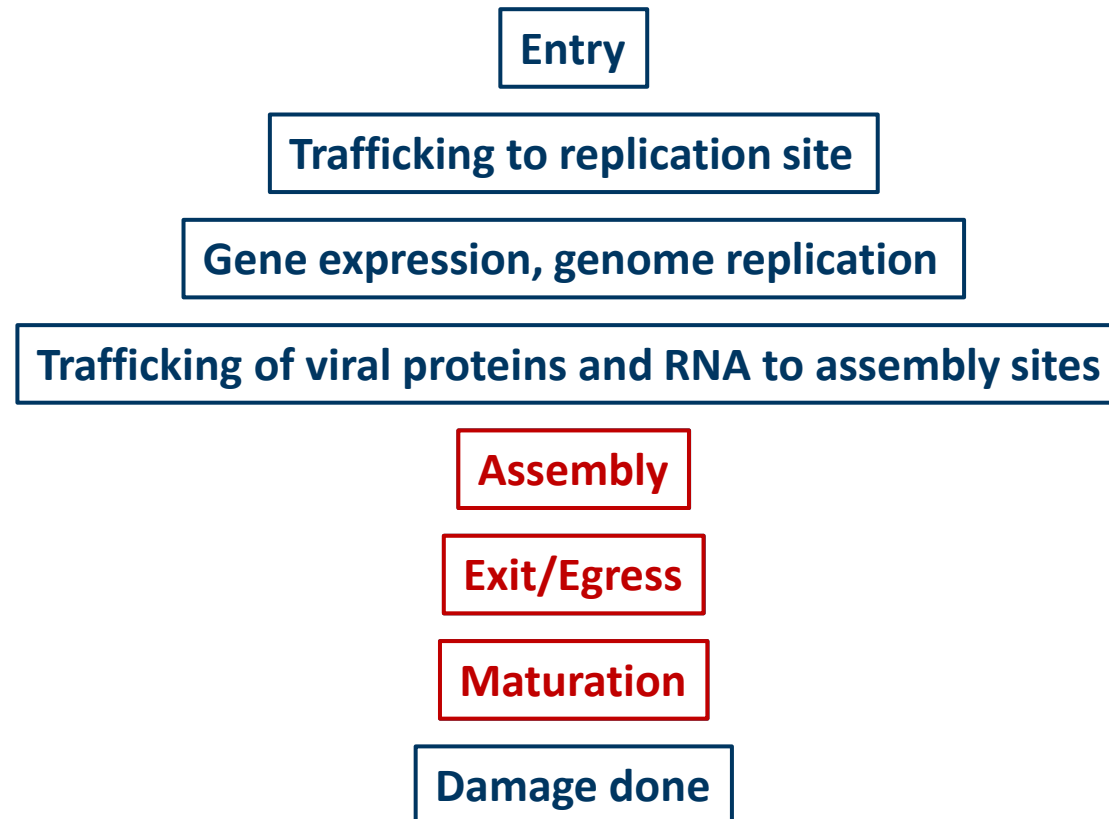 Entry
Trafficking to replication site
Gene expression, genome replication
Trafficking of viral proteins and RNA to assembly sites
Assembly
Exit/Egress
Maturation
Damage done